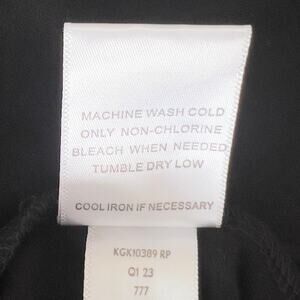 MACHINE WASH COLD
ONLY NON-CHLORINE
BLEACH WHEN NEEDED
TUMBLE DRY LOW
COOL IRON IF NECESSARY
KGK10389 RP
Q1 23
777